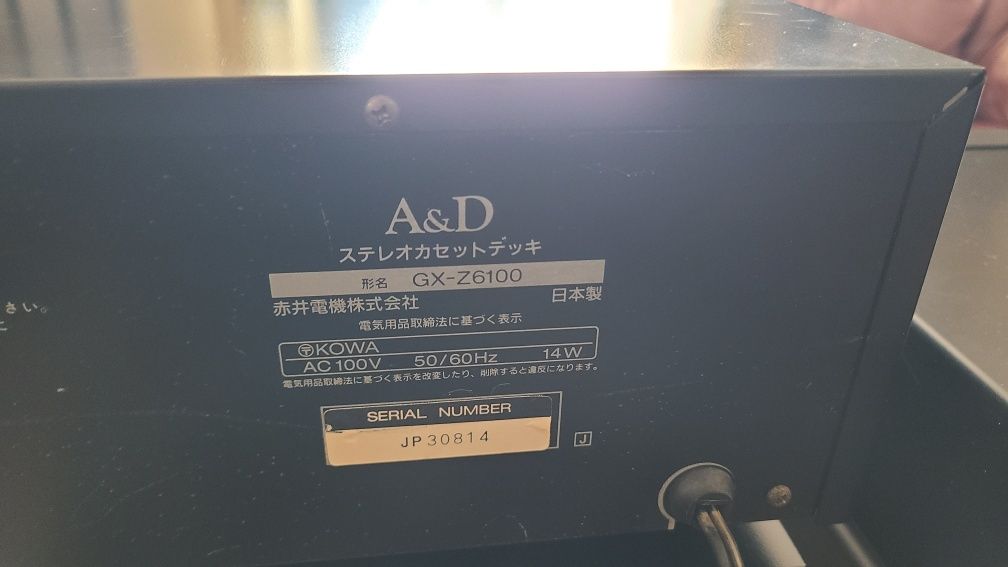 A&D
ステレオカセットデッキ
形名 GX-Z6100
赤井電機株式会社 日本製
電気用品取締法に基づく表示
〒KOWA
AC100V 50/60Hz 14W
電気用品取締法に基づく表示を改変したり、削除すると違反になります。
SERIAL NUMBER
JP30814
J
さい。
に